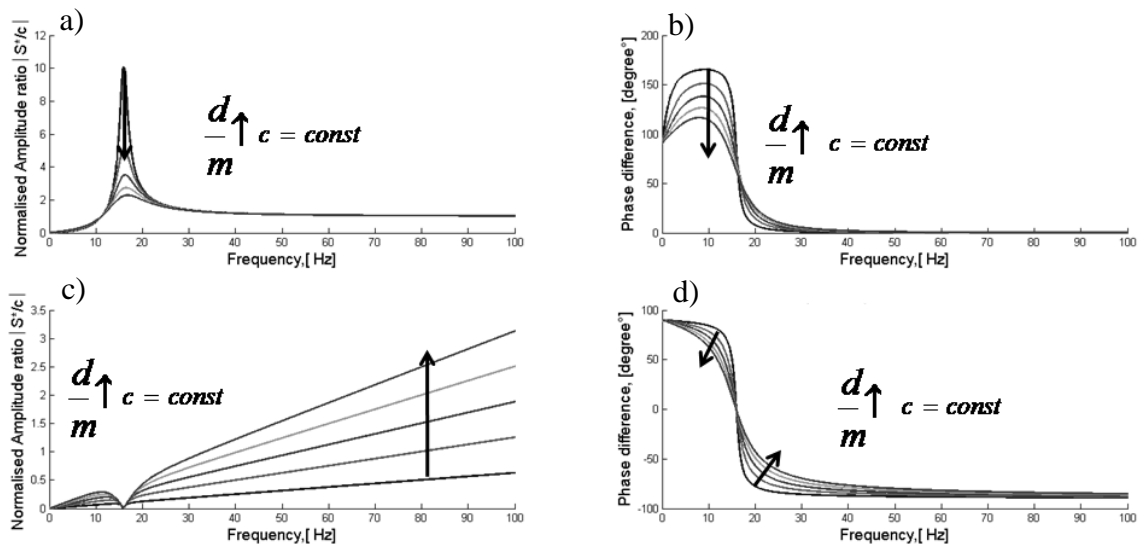 a)
12
10
8
6
4
2
0
0 10 20 30 40 50 60 70 80 90 100
Normalised Amplitude ratio | S*/c |
Frequency,[ Hz]
d/m ↑ c = const
b)
200
150
100
50
0
0 10 20 30 40 50 60 70 80 90 100
Phase difference, [degree°]
Frequency,[ Hz]
d/m ↑ c = const
c)
3.5
3
2.5
2
1.5
1
0.5
0
0 10 20 30 40 50 60 70 80 90 100
Normalised Amplitude ratio | S*/c |
Frequency,[ Hz]
d/m ↑ c = const
d)
100
50
0
-50
-100
0 10 20 30 40 50 60 70 80 90 100
Phase difference, [degree°]
Frequency,[ Hz]
d/m ↑ c = const